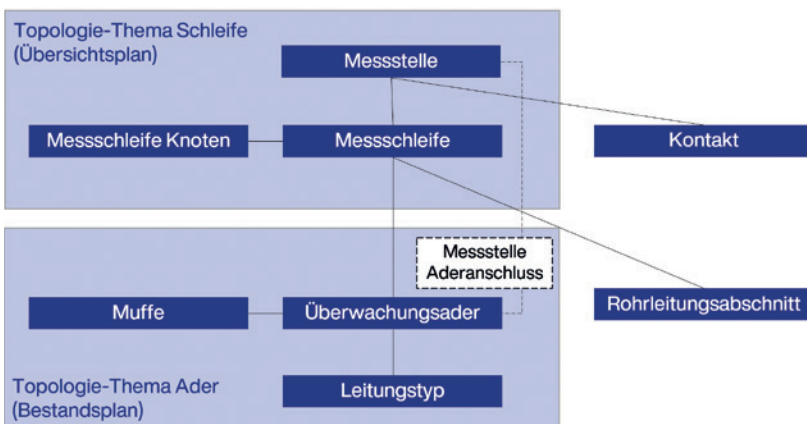 Topologie-Thema Schleife
(Übersichtsplan)
Messstelle
Messschleife Knoten
Messschleife
Kontakt
Messstelle
Aderanschluss
Muffe
Überwachungsader
Rohrleitungsabschnitt
Leitungstyp
Topologie-Thema Ader
(Bestandsplan)